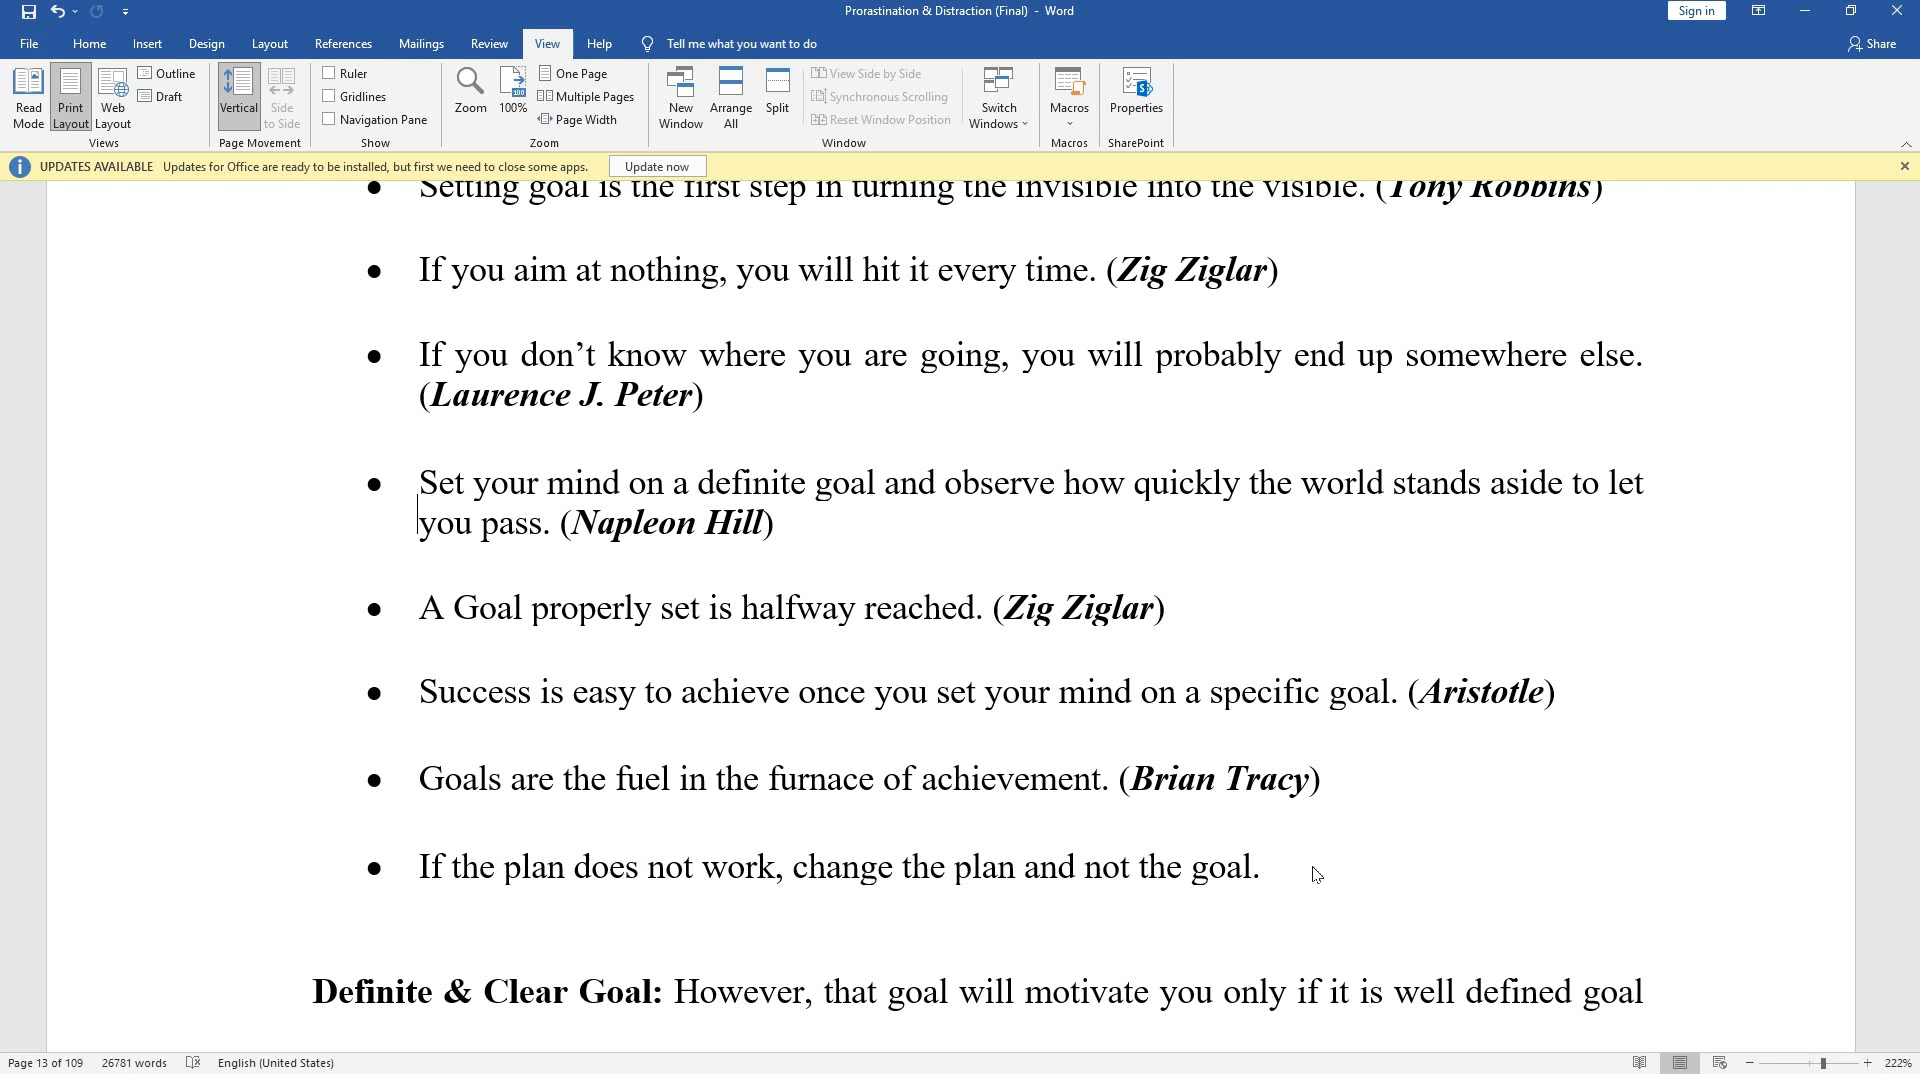 Prorastination & Distraction (Final) - Word
Sign in
File Home Insert Design Layout References Mailings Review View Help Tell me what you want to do Share
Read Mode
Print Layout
Web Layout
Outline
Draft
Views
Vertical
Side to Side
Page Movement
Ruler
Gridlines
Navigation Pane
Show
Zoom
100%
One Page
Multiple Pages
Page Width
Zoom
New Window
Arrange All
Split
View Side by Side
Synchronous Scrolling
Reset Window Position
Switch Windows
Window
Macros
Macros
Properties
SharePoint
UPDATES AVAILABLE Updates for Office are ready to be installed, but first we need to close some apps. Update now
• Setting goal is the first step in turning the invisible into the visible. (Tony Robbins)
• If you aim at nothing, you will hit it every time. (Zig Ziglar)
• If you don’t know where you are going, you will probably end up somewhere else.
(Laurence J. Peter)
• Set your mind on a definite goal and observe how quickly the world stands aside to let
you pass. (Napleon Hill)
• A Goal properly set is halfway reached. (Zig Ziglar)
• Success is easy to achieve once you set your mind on a specific goal. (Aristotle)
• Goals are the fuel in the furnace of achievement. (Brian Tracy)
• If the plan does not work, change the plan and not the goal.
Definite & Clear Goal: However, that goal will motivate you only if it is well defined goal
Page 13 of 109 26781 words English (United States) 222%